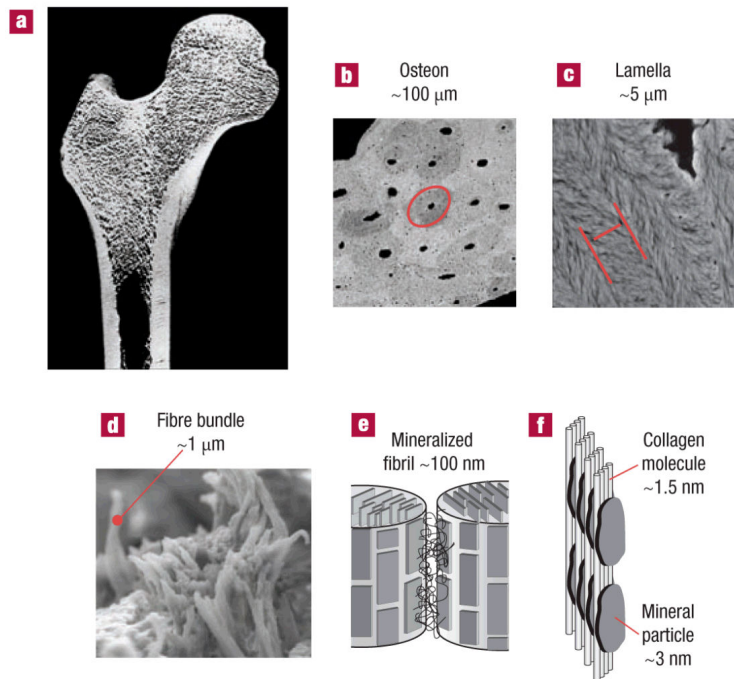 a
b
Osteon
~100 µm
c
Lamella
~5 µm
d
Fibre bundle
~1 µm
e
Mineralized
fibril ~100 nm
f
Collagen
molecule
~1.5 nm
Mineral
particle
~3 nm